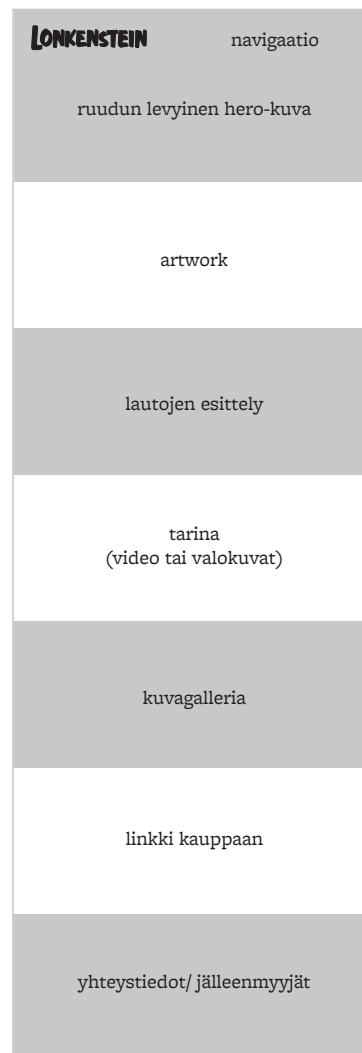 LONKENSTEIN navigaatio
ruudun levyinen hero-kuva
artwork
lautojen esittely
tarina
(video tai valokuvat)
kuvagalleria
linkki kauppaan
yhteystiedot/ jälleenmyyjät